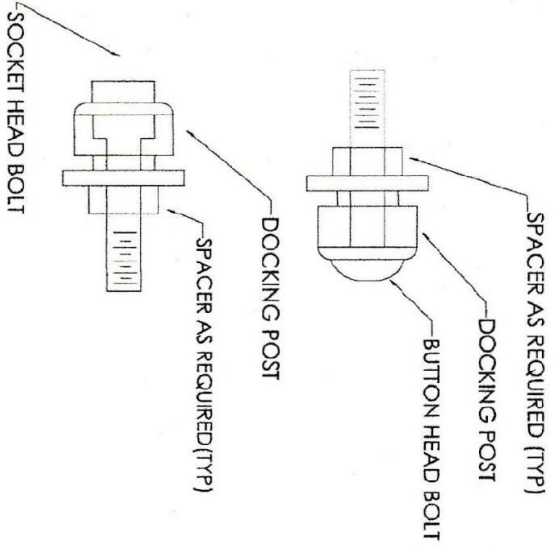 SPACER AS REQUIRED (TYP)
DOCKING POST
BUTTON HEAD BOLT
DOCKING POST
SPACER AS REQUIRED(TYP)
SOCKET HEAD BOLT